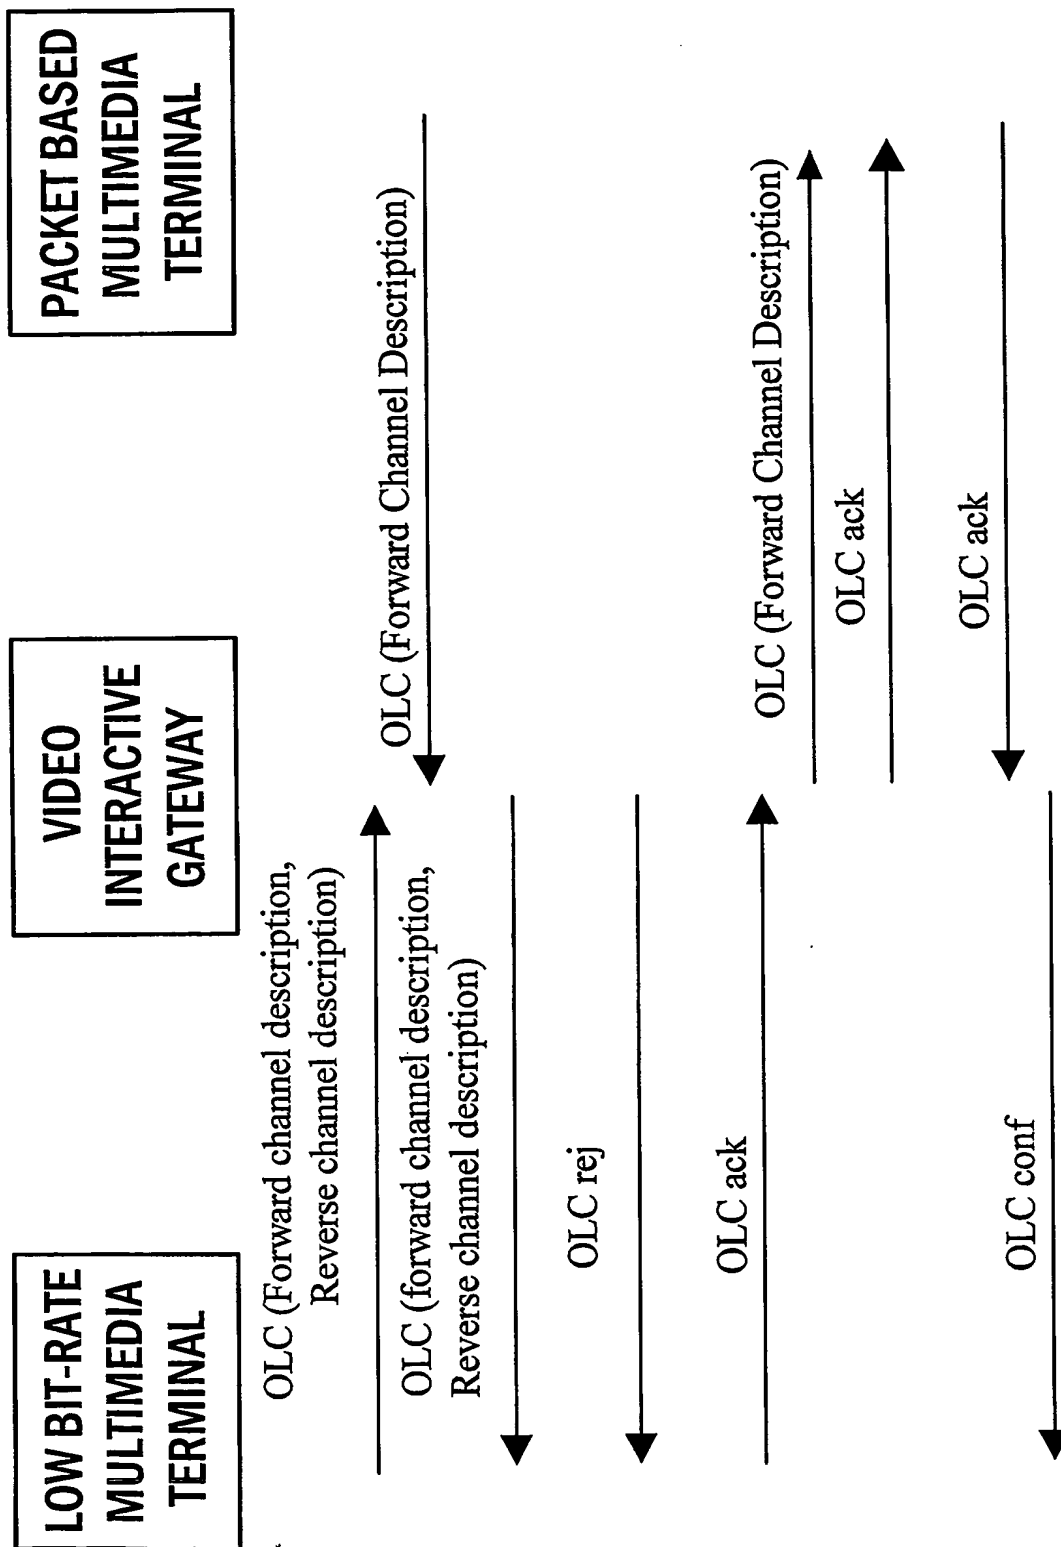 LOW BIT-RATE
MULTIMEDIA
TERMINAL
VIDEO
INTERACTIVE
GATEWAY
PACKET BASED
MULTIMEDIA
TERMINAL
OLC (Forward channel description,
Reverse channel description)
OLC (Forward Channel Description)
OLC (forward channel description,
Reverse channel description)
OLC rej
OLC ack
OLC (Forward Channel Description)
OLC ack
OLC ack
OLC conf